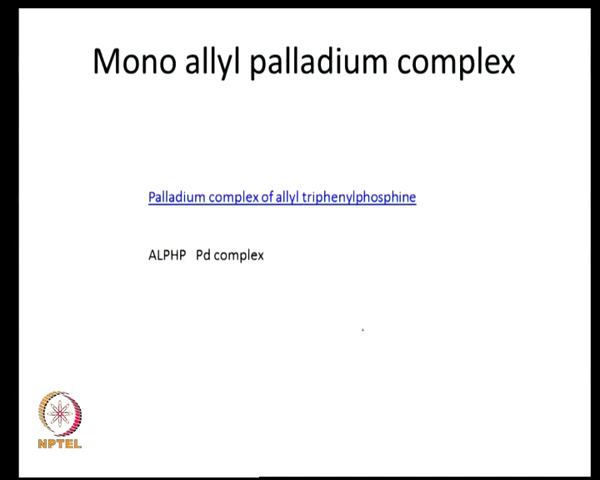 Mono allyl palladium complex
Palladium complex of allyl triphenylphosphine
ALPHP Pd complex
NPTEL